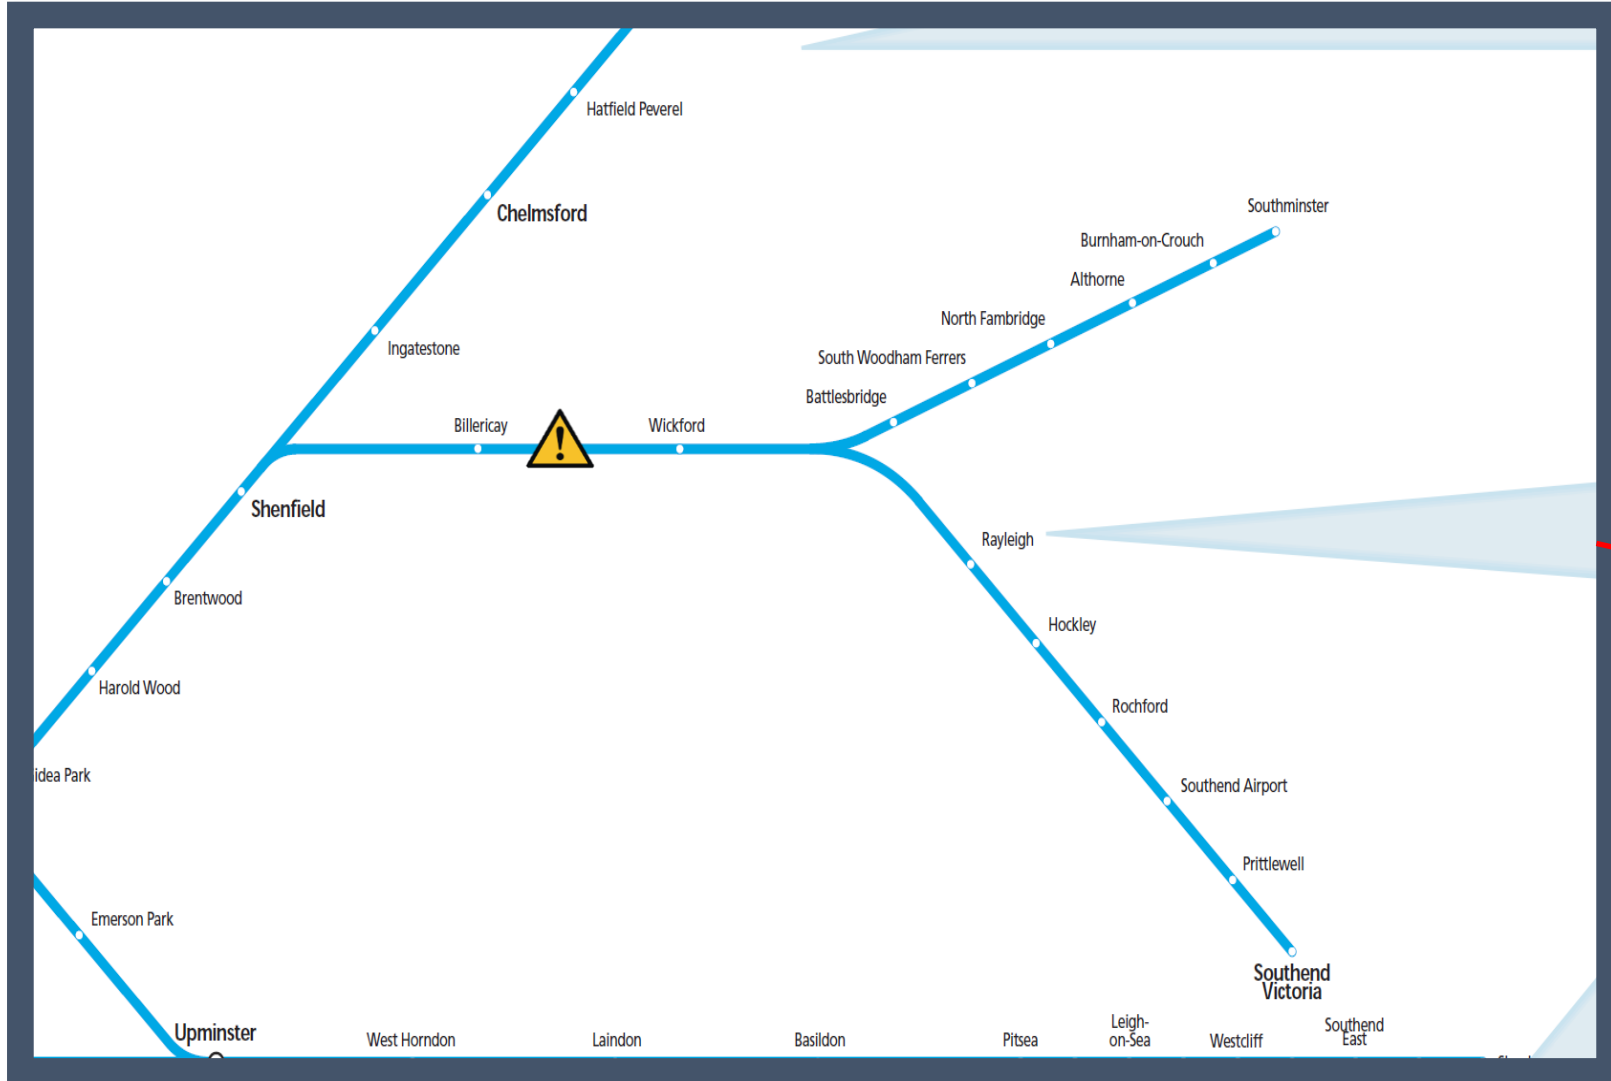 Hatfield Peverel
Chelmsford
Southminster
Burnham-on-Crouch
Althorne
North Fambridge
South Woodham Ferrers
Battlesbridge
Ingatestone
Billericay
Wickford
Shenfield
Rayleigh
Brentwood
Hockley
Harold Wood
Rochford
idea Park
Southend Airport
Prittlewell
Emerson Park
Southend
Victoria
Upminster
West Horndon
Laindon
Basildon
Pitsea
Leigh-
on-Sea
Westcliff
Southend
East